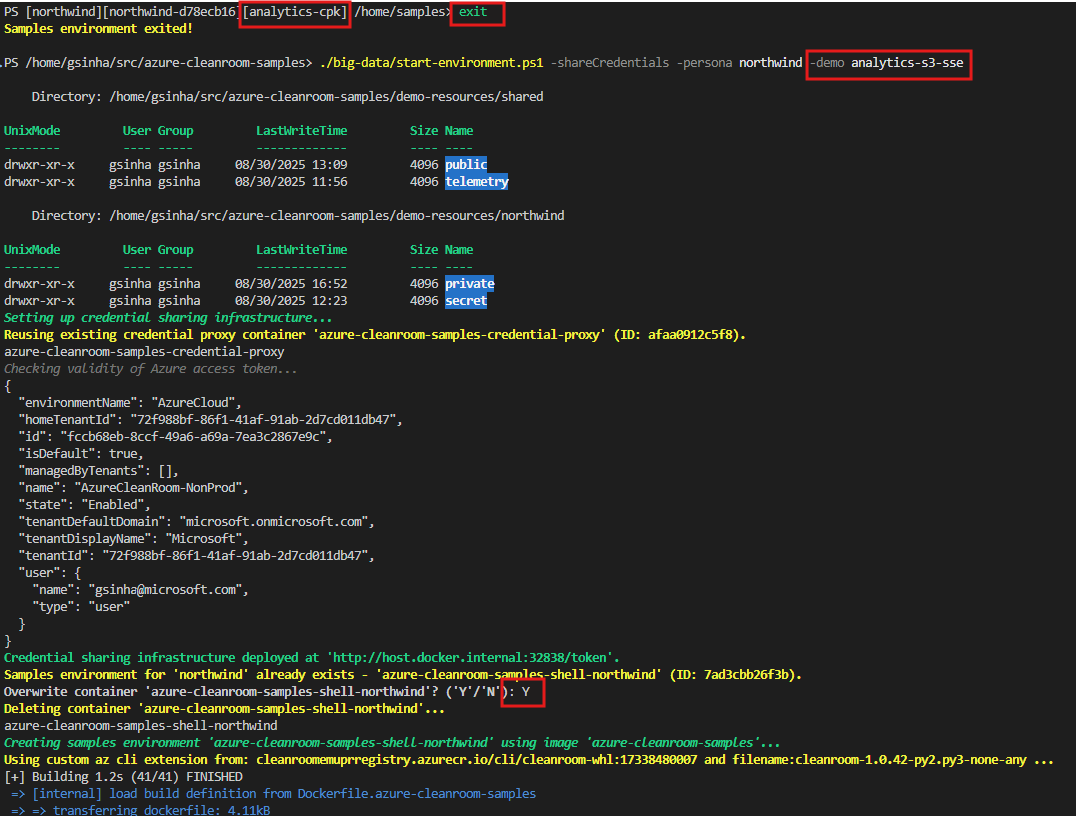 PS [northwind][northwind-d78ecb16][analytics-cpk] /home/samples> exit
Samples environment exited!
PS /home/gsinha/src/azure-cleanroom-samples> ./big-data/start-environment.ps1 -shareCredentials -persona northwind -demo analytics-s3-sse
Directory: /home/gsinha/src/azure-cleanroom-samples/demo-resources/shared
UnixMode User Group LastWriteTime Size Name
-------- ---- ----- ------------- ---- ----
drwxr-xr-x gsinha gsinha 08/30/2025 13:09 4096 public
drwxr-xr-x gsinha gsinha 08/30/2025 11:56 4096 telemetry
Directory: /home/gsinha/src/azure-cleanroom-samples/demo-resources/northwind
UnixMode User Group LastWriteTime Size Name
-------- ---- ----- ------------- ---- ----
drwxr-xr-x gsinha gsinha 08/30/2025 16:52 4096 private
drwxr-xr-x gsinha gsinha 08/30/2025 12:23 4096 secret
Setting up credential sharing infrastructure...
Reusing existing credential proxy container 'azure-cleanroom-samples-credential-proxy' (ID: afaa0912c5f8).
azure-cleanroom-samples-credential-proxy
Checking validity of Azure access token...
{
"environmentName": "AzureCloud",
"homeTenantId": "72f988bf-86f1-41af-91ab-2d7cd011db47",
"id": "fccb68eb-8ccf-49a6-a69a-7ea3c2867e9c",
"isDefault": true,
"managedByTenants": [],
"name": "AzureCleanRoom-NonProd",
"state": "Enabled",
"tenantDefaultDomain": "microsoft.onmicrosoft.com",
"tenantDisplayName": "Microsoft",
"tenantId": "72f988bf-86f1-41af-91ab-2d7cd011db47",
"user": {
"name": "gsinha@microsoft.com",
"type": "user"
}
}
Credential sharing infrastructure deployed at 'http://host.docker.internal:32838/token'.
Samples environment for 'northwind' already exists - 'azure-cleanroom-samples-shell-northwind' (ID: 7ad3cbb26f3b).
Overwrite container 'azure-cleanroom-samples-shell-northwind'? ('Y'/'N'): Y
Deleting container 'azure-cleanroom-samples-shell-northwind'...
azure-cleanroom-samples-shell-northwind
Creating samples environment 'azure-cleanroom-samples-shell-northwind' using image 'azure-cleanroom-samples'...
Using custom az cli extension from: cleanroomemuprregistry.azurecr.io/cli/cleanroom-whl:17338480007 and filename:cleanroom-1.0.42-py2.py3-none-any ...
[+] Building 1.2s (41/41) FINISHED
=> [internal] load build definition from Dockerfile.azure-cleanroom-samples
=> => transferring dockerfile: 4.11kB